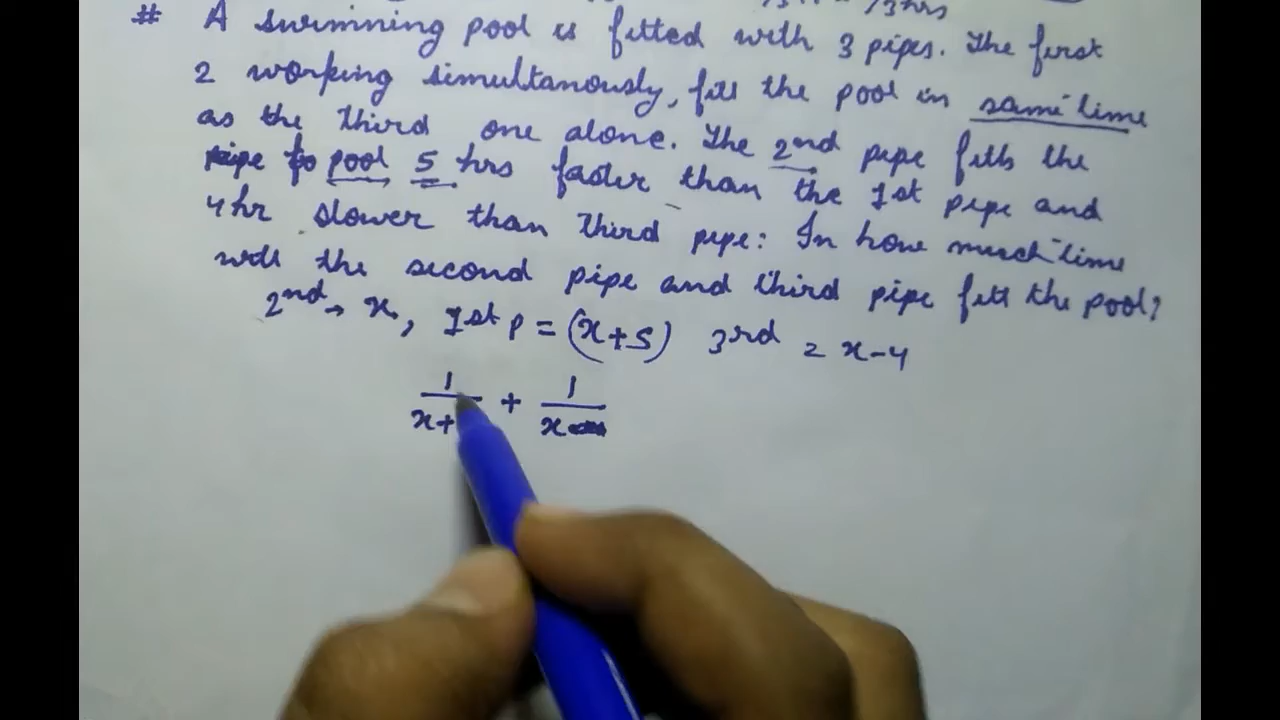 /3hrs
# A swimming pool is fitted with 3 pipes. The first
2 working simultanously, fill the pool in same time
as the third one alone. The 2nd pipe fills the
pool 5 hrs faster than the 1st pipe and
4hr slower than third pipe: In how much time
will the second pipe and third pipe fill the pool?
2nd → x, 1st p = (x+5) 3rd = x-4
1/x+ + 1/x